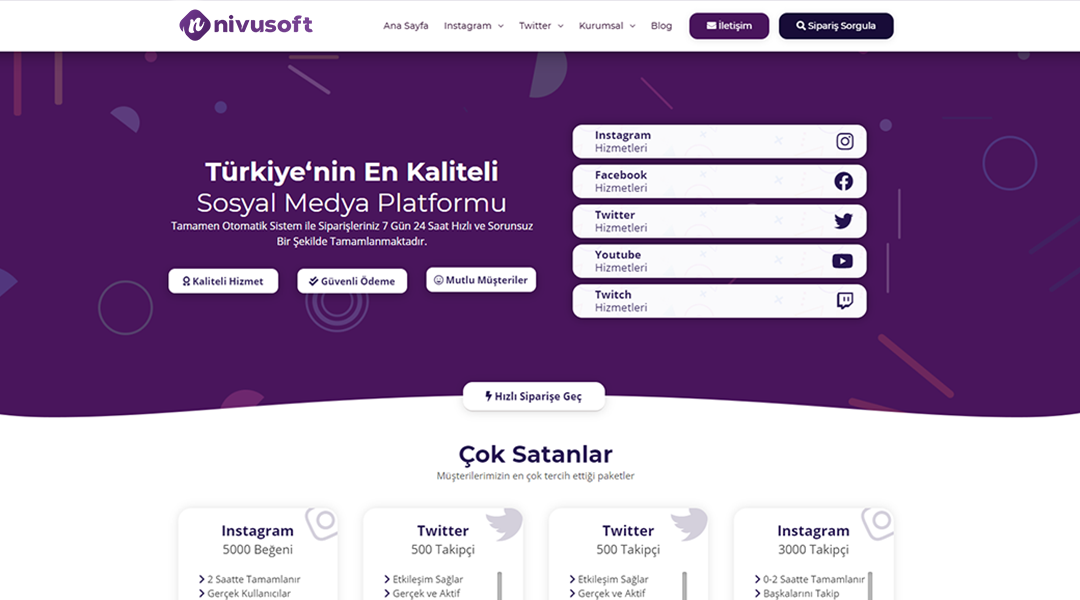 nivusoft
Ana Sayfa Instagram Twitter Kurumsal Blog İletişim Sipariş Sorgula
Türkiye‘nin En Kaliteli
Sosyal Medya Platformu
Tamamen Otomatik Sistem ile Siparişleriniz 7 Gün 24 Saat Hızlı ve Sorunsuz
Bir Şekilde Tamamlanmaktadır.
Kaliteli Hizmet
Güvenli Ödeme
Mutlu Müşteriler
Instagram
Hizmetleri
Facebook
Hizmetleri
Twitter
Hizmetleri
Youtube
Hizmetleri
Twitch
Hizmetleri
Hızlı Siparişe Geç
Çok Satanlar
Müşterilerimizin en çok tercih ettiği paketler
Instagram
5000 Beğeni
2 Saatte Tamamlanır
Gerçek Kullanıcılar
Twitter
500 Takipçi
Etkileşim Sağlar
Gerçek ve Aktif
Twitter
500 Takipçi
Etkileşim Sağlar
Gerçek ve Aktif
Instagram
3000 Takipçi
0-2 Saatte Tamamlanır
Başkalarını Takip